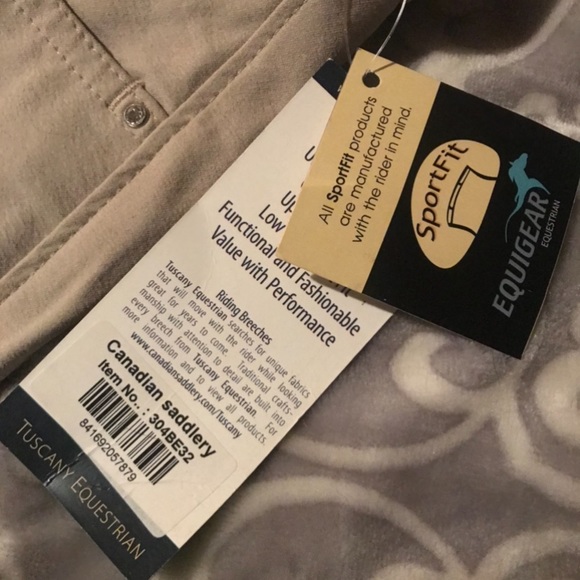 All SportFit products
are manufactured
with the rider in mind.
SportFit
EQUIGEAR
EQUESTRIAN
U
Up
Low
Functional and Fashionable
Value with Performance
Riding Breeches
Tuscany Equestrian searches for unique fabrics
that will move with the rider while looking
great for years to come. Traditional crafts-
manship with attention to detail are built into
every breech from Tuscany Equestrian. For
more information and to view all products
www.canadiansaddlery.com/Tuscany
Canadian saddlery
Item No.: 304BE32
841692057879
TUSCANY EQUESTRIAN